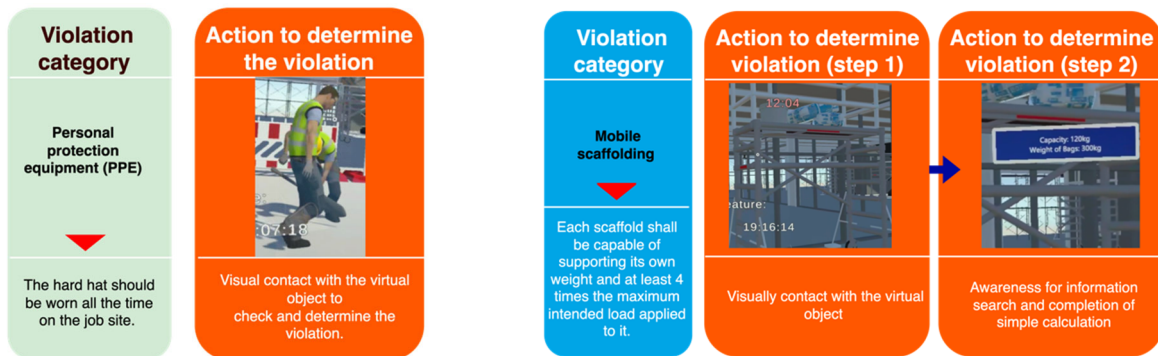 Violation
category
Personal
protection
equipment (PPE)
The hard hat should
be worn all the time
on the job site.
Action to determine
the violation
:07:18
Visual contact with the virtual
object to
check and determine the
violation.
Violation
category
Mobile
scaffolding
Each scaffold shall
be capable of
supporting its own
weight and at least 4
times the maximum
intended load applied
to it.
Action to determine
violation (step 1)
12:04
eature:
19:16:14
Visually contact with the virtual
object
Action to determine
violation (step 2)
Capacity: 120kg
Weight of Bags: 300kg
Awareness for information
search and completion of
simple calculation